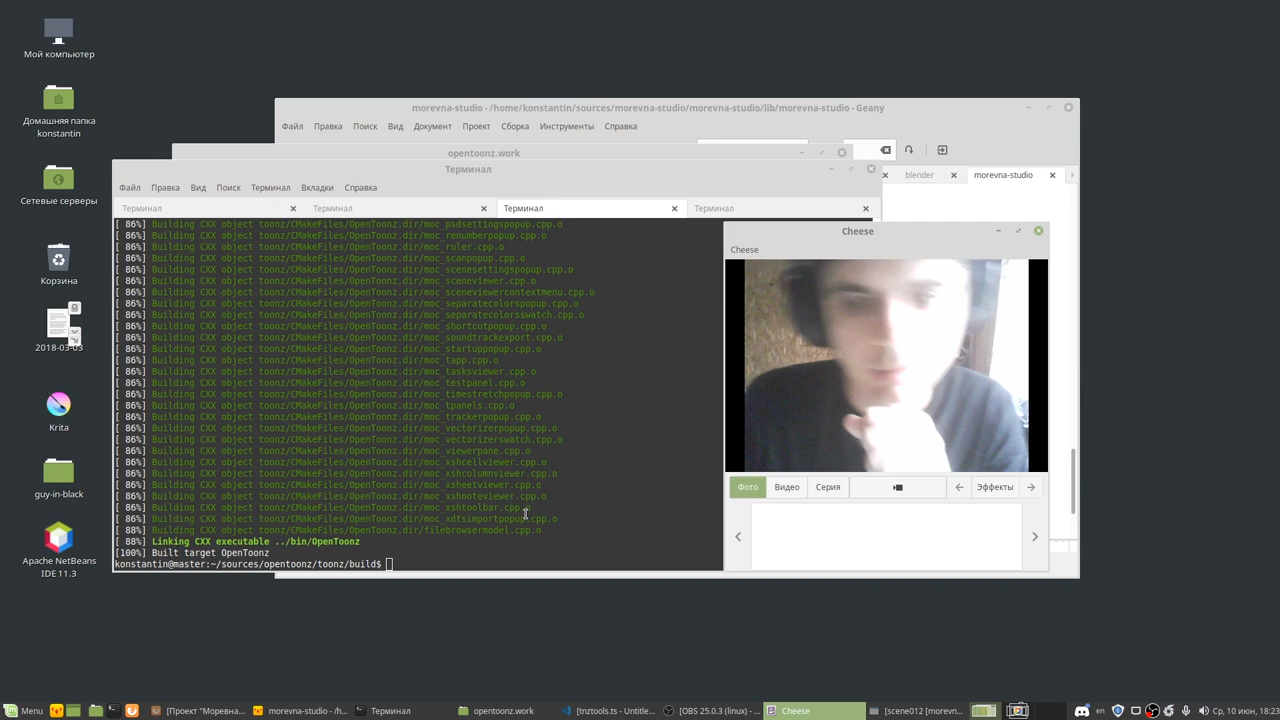 Мой компьютер
Домашняя папка
konstantin
Сетевые серверы
Корзина
2018-03-03
Krita
guy-in-black
Apache NetBeans
IDE 11.3
morevna-studio - /home/konstantin/sources/morevna-studio/morevna-studio/lib/morevna-studio - Geany
Файл Правка Поиск Вид Документ Проект Сборка Инструменты Справка
blender morevna-studio
opentoonz.work
Терминал
Файл Правка Вид Поиск Терминал Вкладки Справка
Терминал Терминал Терминал Терминал
[ 86%] Building CXX object toonz/CMakeFiles/OpenToonz.dir/moc_psdsettingspopup.cpp.o
[ 86%] Building CXX object toonz/CMakeFiles/OpenToonz.dir/moc_renumberpopup.cpp.o
[ 86%] Building CXX object toonz/CMakeFiles/OpenToonz.dir/moc_ruler.cpp.o
[ 86%] Building CXX object toonz/CMakeFiles/OpenToonz.dir/moc_scanpopup.cpp.o
[ 86%] Building CXX object toonz/CMakeFiles/OpenToonz.dir/moc_scenesettingspopup.cpp.o
[ 86%] Building CXX object toonz/CMakeFiles/OpenToonz.dir/moc_sceneviewer.cpp.o
[ 86%] Building CXX object toonz/CMakeFiles/OpenToonz.dir/moc_sceneviewercontextmenu.cpp.o
[ 86%] Building CXX object toonz/CMakeFiles/OpenToonz.dir/moc_separatecolorspopup.cpp.o
[ 86%] Building CXX object toonz/CMakeFiles/OpenToonz.dir/moc_separatecolorsswatch.cpp.o
[ 86%] Building CXX object toonz/CMakeFiles/OpenToonz.dir/moc_shortcutpopup.cpp.o
[ 86%] Building CXX object toonz/CMakeFiles/OpenToonz.dir/moc_soundtrackexport.cpp.o
[ 86%] Building CXX object toonz/CMakeFiles/OpenToonz.dir/moc_startuppopup.cpp.o
[ 86%] Building CXX object toonz/CMakeFiles/OpenToonz.dir/moc_tapp.cpp.o
[ 86%] Building CXX object toonz/CMakeFiles/OpenToonz.dir/moc_tasksviewer.cpp.o
[ 86%] Building CXX object toonz/CMakeFiles/OpenToonz.dir/moc_testpanel.cpp.o
[ 86%] Building CXX object toonz/CMakeFiles/OpenToonz.dir/moc_timestretchpopup.cpp.o
[ 86%] Building CXX object toonz/CMakeFiles/OpenToonz.dir/moc_tpanels.cpp.o
[ 86%] Building CXX object toonz/CMakeFiles/OpenToonz.dir/moc_trackerpopup.cpp.o
[ 86%] Building CXX object toonz/CMakeFiles/OpenToonz.dir/moc_vectorizerpopup.cpp.o
[ 86%] Building CXX object toonz/CMakeFiles/OpenToonz.dir/moc_vectorizerswatch.cpp.o
[ 86%] Building CXX object toonz/CMakeFiles/OpenToonz.dir/moc_viewerpane.cpp.o
[ 86%] Building CXX object toonz/CMakeFiles/OpenToonz.dir/moc_xshcellviewer.cpp.o
[ 86%] Building CXX object toonz/CMakeFiles/OpenToonz.dir/moc_xshcolumnviewer.cpp.o
[ 86%] Building CXX object toonz/CMakeFiles/OpenToonz.dir/moc_xsheetviewer.cpp.o
[ 86%] Building CXX object toonz/CMakeFiles/OpenToonz.dir/moc_xshnoteviewer.cpp.o
[ 86%] Building CXX object toonz/CMakeFiles/OpenToonz.dir/moc_xshtoolbar.cpp.o
[ 86%] Building CXX object toonz/CMakeFiles/OpenToonz.dir/moc_xdtsimportpopup.cpp.o
[ 88%] Building CXX object toonz/CMakeFiles/OpenToonz.dir/filebrowsermodel.cpp.o
[ 88%] Linking CXX executable ../bin/OpenToonz
[100%] Built target OpenToonz
konstantin@master:~/sources/opentoonz/toonz/build$
Cheese
Cheese
Фото Видео Серия Эффекты
Menu [Проект "Моревна... morevna-studio - /h... Терминал opentoonz.work [tnztools.ts - Untitle... [OBS 25.0.3 (linux) - ... Cheese [scene012 [morevn... en Ср, 10 июн, 18:23